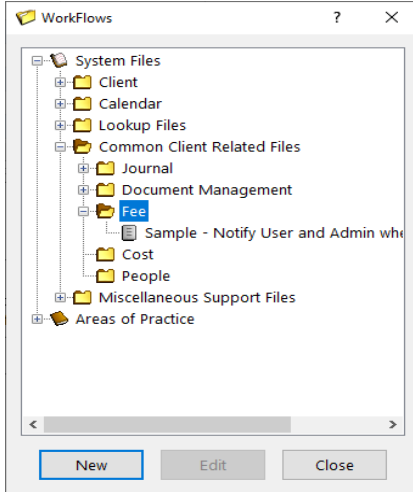 WorkFlows
?
System Files
Client
Calendar
Lookup Files
Common Client Related Files
Journal
Document Management
Fee
Sample - Notify User and Admin whe
Cost
People
Miscellaneous Support Files
Areas of Practice
New Edit Close